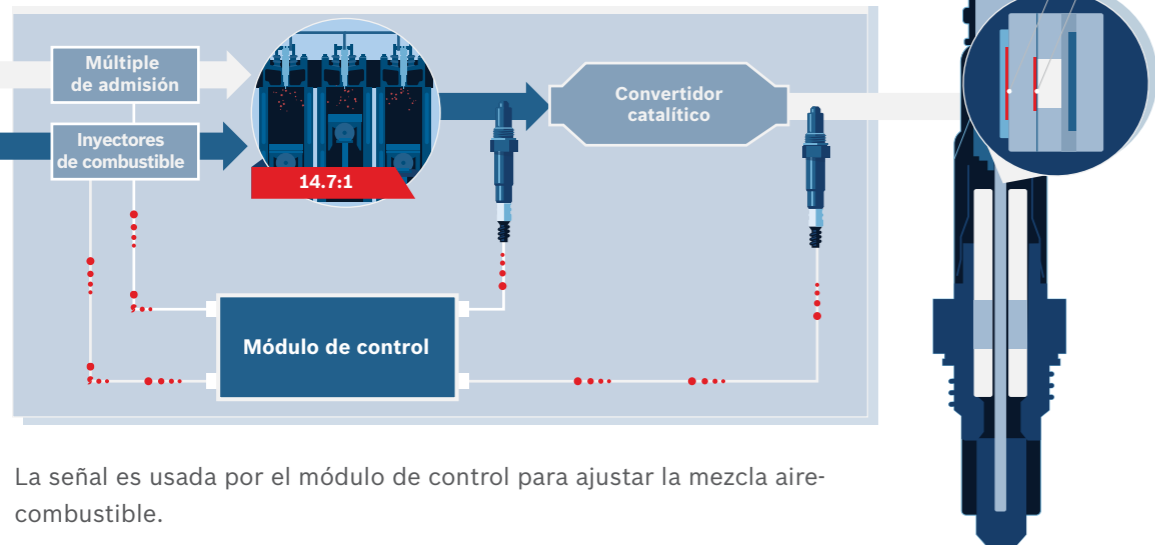 Múltiple
de admisión
Inyectores
de combustible
14.7:1
Convertidor
catalítico
Módulo de control
La señal es usada por el módulo de control para ajustar la mezcla aire-
combustible.